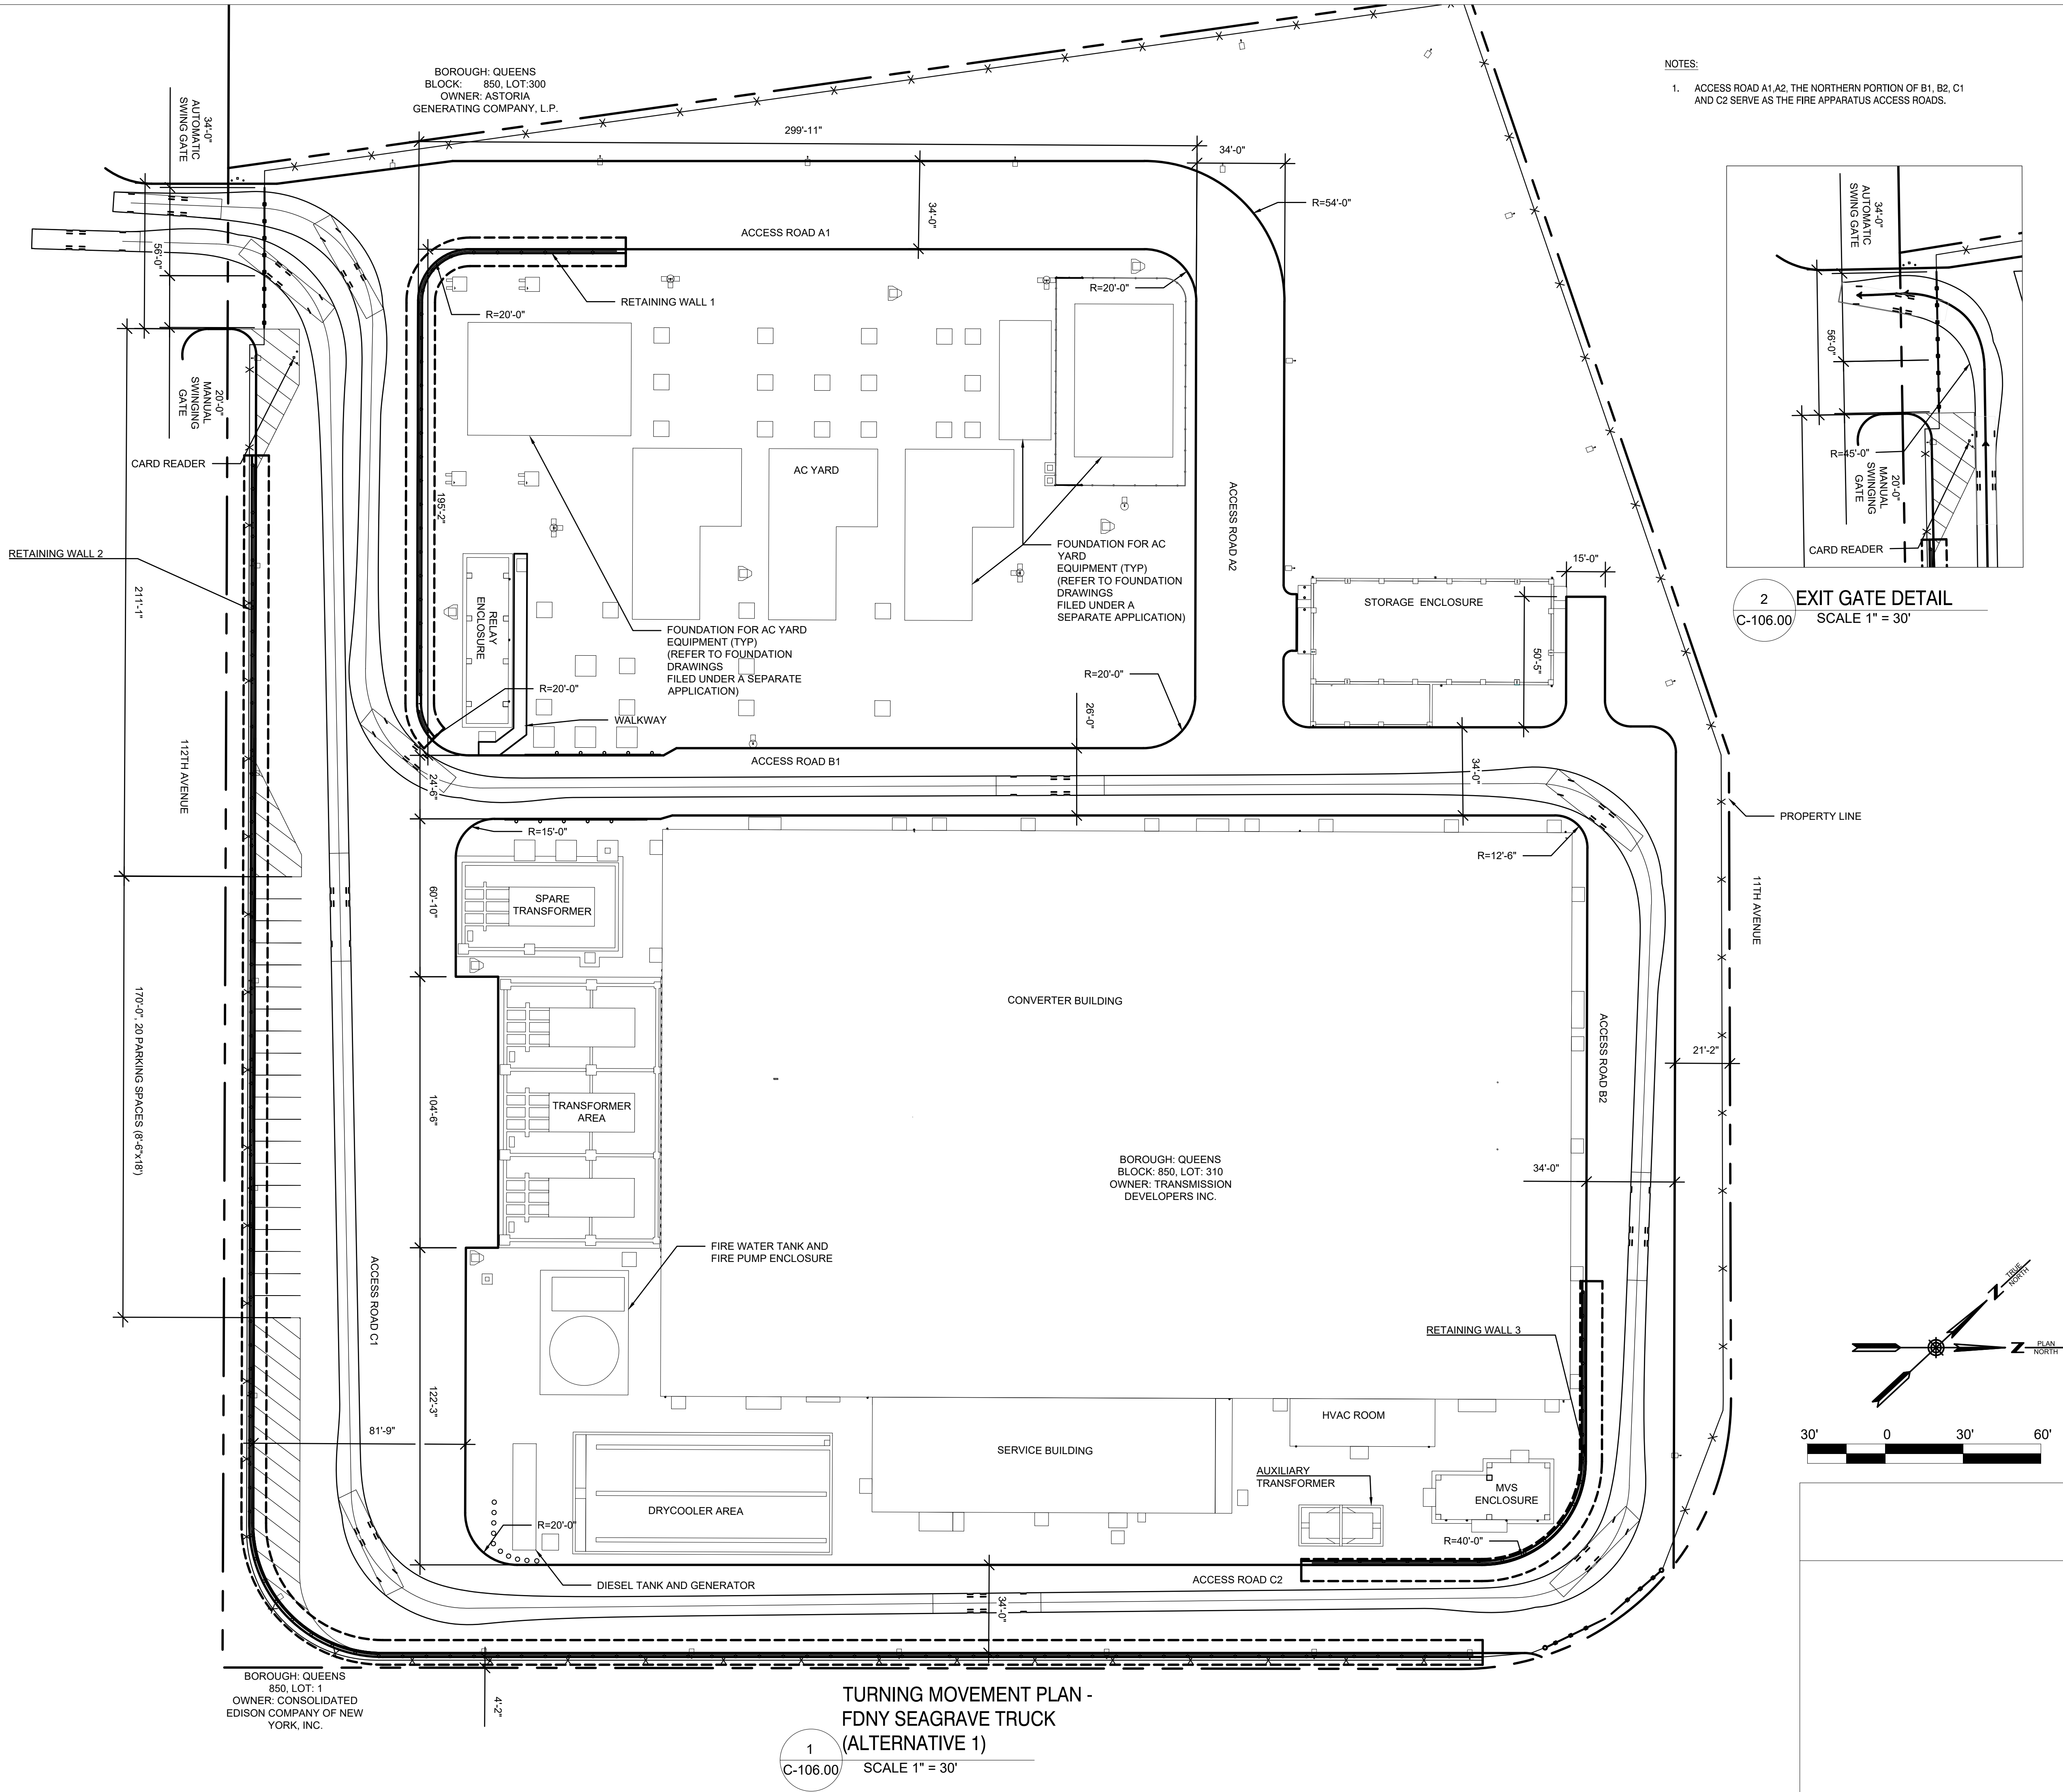 BOROUGH: QUEENS
BLOCK: 850, LOT:300
OWNER: ASTORIA
GENERATING COMPANY, L.P.
NOTES:
1. ACCESS ROAD A1,A2, THE NORTHERN PORTION OF B1, B2, C1
AND C2 SERVE AS THE FIRE APPARATUS ACCESS ROADS.
34'-0"
AUTOMATIC
SWING GATE
299'-11"
34'-0"
R=54'-0"
34'-0"
ACCESS ROAD A1
56'-0"
RETAINING WALL 1
R=20'-0"
R=20'-0"
20'-0"
MANUAL
SWINGING
GATE
CARD READER
AC YARD
195'-2"
ACCESS ROAD A2
RETAINING WALL 2
211'-1"
RELAY
ENCLOSURE
FOUNDATION FOR AC
YARD
EQUIPMENT (TYP)
(REFER TO FOUNDATION
DRAWINGS
FILED UNDER A
SEPARATE APPLICATION)
FOUNDATION FOR AC YARD
EQUIPMENT (TYP)
(REFER TO FOUNDATION
DRAWINGS
FILED UNDER A SEPARATE
APPLICATION)
15'-0"
STORAGE ENCLOSURE
50'-5"
R=20'-0"
R=20'-0"
WALKWAY
26'-0"
112TH AVENUE
ACCESS ROAD B1
24'-6"
34'-0"
34'-0"
AUTOMATIC
SWING GATE
56'-0"
R=45'-0"
20'-0"
MANUAL
SWINGING
GATE
CARD READER
2
C-106.00
EXIT GATE DETAIL
SCALE 1" = 30'
PROPERTY LINE
R=15'-0"
R=12'-6"
11TH AVENUE
60'-10"
SPARE
TRANSFORMER
CONVERTER BUILDING
170'-0", 20 PARKING SPACES (8'-6"x18')
ACCESS ROAD B2
21'-2"
104'-6"
TRANSFORMER
AREA
BOROUGH: QUEENS
BLOCK: 850, LOT: 310
OWNER: TRANSMISSION
DEVELOPERS INC.
34'-0"
FIRE WATER TANK AND
FIRE PUMP ENCLOSURE
ACCESS ROAD C1
RETAINING WALL 3
TRUE
NORTH
Z
Z
PLAN
NORTH
122'-3"
81'-9"
HVAC ROOM
SERVICE BUILDING
30' 0 30' 60'
AUXILIARY
TRANSFORMER
MVS
ENCLOSURE
DRYCOOLER AREA
R=20'-0"
R=40'-0"
DIESEL TANK AND GENERATOR
ACCESS ROAD C2
34'-0"
BOROUGH: QUEENS
850, LOT: 1
OWNER: CONSOLIDATED
EDISON COMPANY OF NEW
YORK, INC.
4'-2"
TURNING MOVEMENT PLAN -
FDNY SEAGRAVE TRUCK
(ALTERNATIVE 1)
1
C-106.00
SCALE 1" = 30'